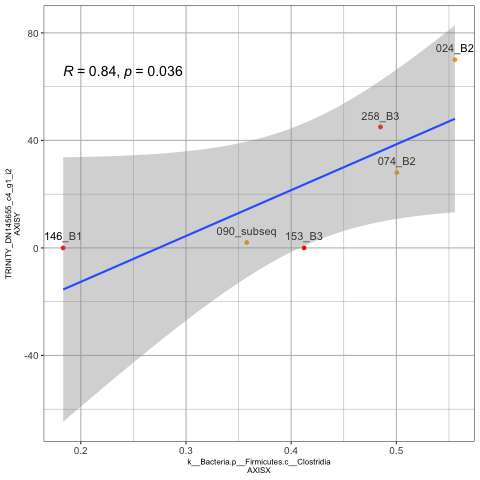 80
024_B2
R = 0.84, p = 0.036
258_B3
40
074_B2
146_B1
090_subseq
153_B3
0
-40
0.2
0.3
0.4
0.5
TRINITY_DN145655_c4_g1_i2
AXISY
k__Bacteria.p__Firmicutes.c__Clostridia
AXISX